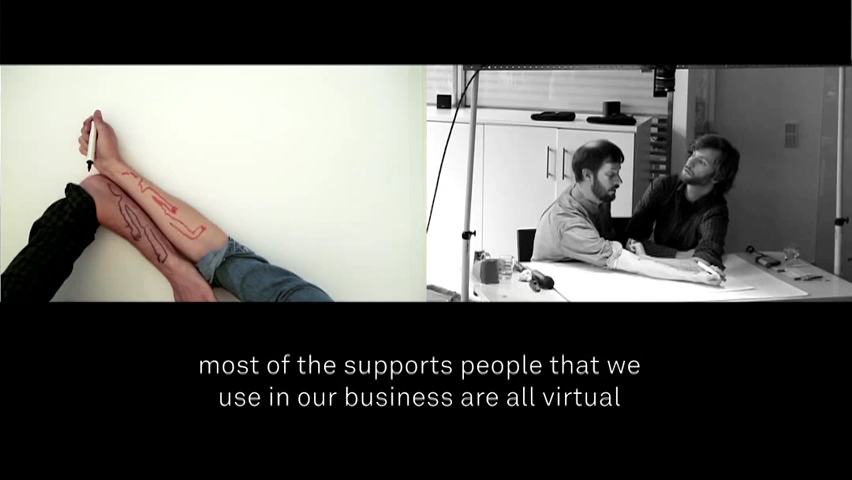 most of the supports people that we
use in our business are all virtual